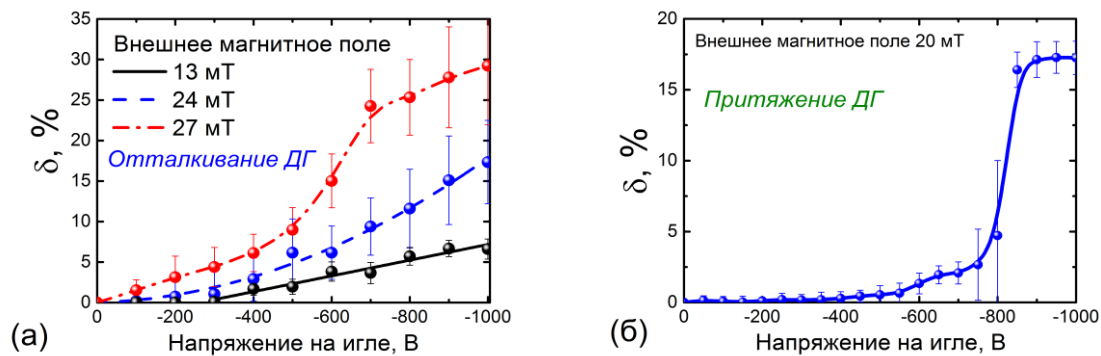 35
30
25
20
15
10
5
0
δ, %
Внешнее магнитное поле
13 мТ
24 мТ
27 мТ
Отталкивание ДГ
0 -200 -400 -600 -800 -1000
Напряжение на игле, В
(а)
20
15
10
5
0
δ, %
Внешнее магнитное поле 20 мТ
Притяжение ДГ
0 -200 -400 -600 -800 -1000
Напряжение на игле, В
(б)